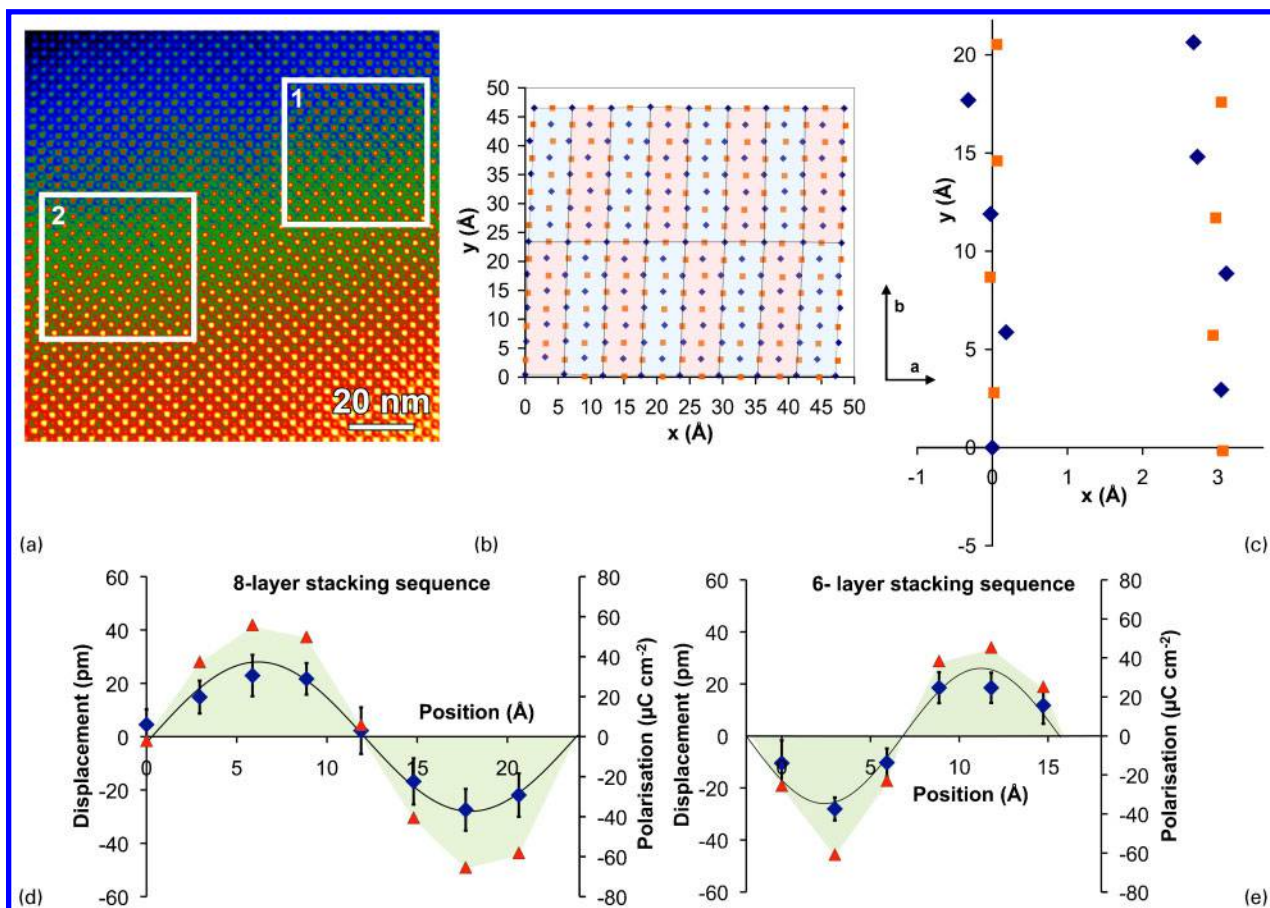 1
2
20 nm
(a)
50
45
40
35
30
25
20
15
10
5
0
y (Å)
0 5 10 15 20 25 30 35 40 45 50
x (Å)
b
a
(b)
20
15
10
5
0
-5
y (Å)
-1 0 1 2 3
x (Å)
(c)
8-layer stacking sequence
60
40
20
0
-20
-40
-60
Displacement (pm)
0 5 10 15 20
Position (Å)
80
60
40
20
0
-20
-40
-60
-80
Polarisation (µC cm-2)
(d)
6- layer stacking sequence
60
40
20
0
-20
-40
-60
Displacement (pm)
0 5 10 15
Position (Å)
80
60
40
20
0
-20
-40
-60
-80
Polarisation (µC cm-2)
(e)